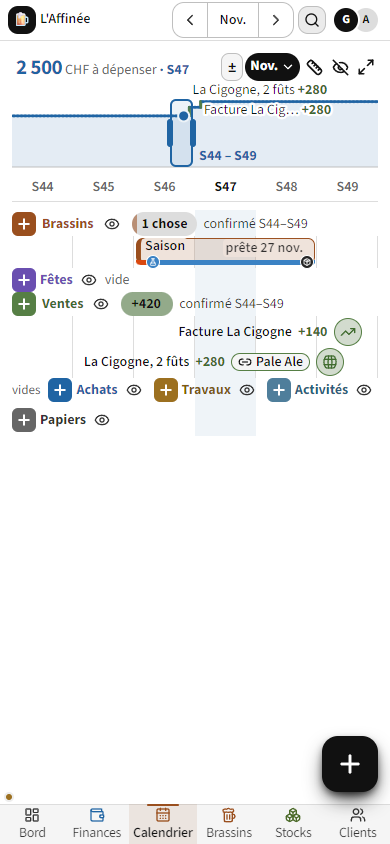 L'Affinée
Nov.
G
A
2 500 CHF à dépenser · S47
±
Nov.
La Cigogne, 2 fûts +280
Facture La Cig… +280
S44 – S49
S44 S45 S46 S47 S48 S49
Brassins
1 chose
confirmé S44–S49
Saison
prête 27 nov.
Fêtes
vide
Ventes
+420
confirmé S44–S49
Facture La Cigogne +140
La Cigogne, 2 fûts +280
Pale Ale
vides
Achats
Travaux
Activités
Papiers
Bord
Finances
Calendrier
Brassins
Stocks
Clients